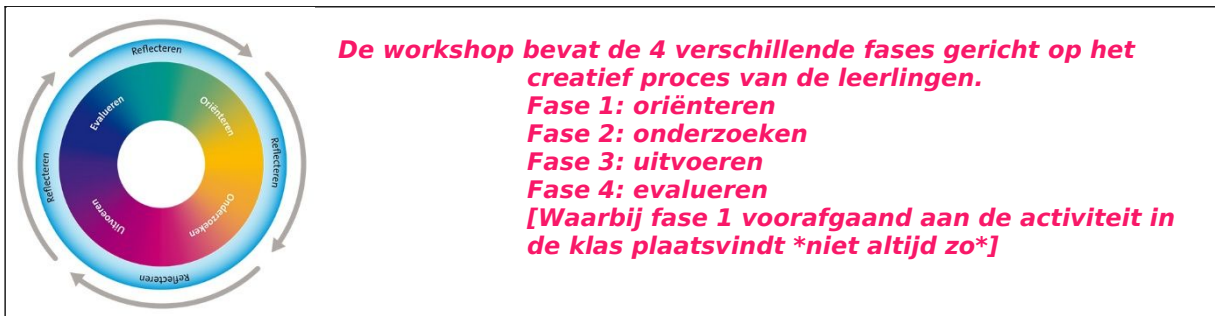 Reflecteren
Evalueren
Oriënteren
Reflecteren
Reflecteren
Uitvoeren
Onderzoeken
Reflecteren
De workshop bevat de 4 verschillende fases gericht op het
creatief proces van de leerlingen.
Fase 1: oriënteren
Fase 2: onderzoeken
Fase 3: uitvoeren
Fase 4: evalueren
[Waarbij fase 1 voorafgaand aan de activiteit in
de klas plaatsvindt *niet altijd zo*]